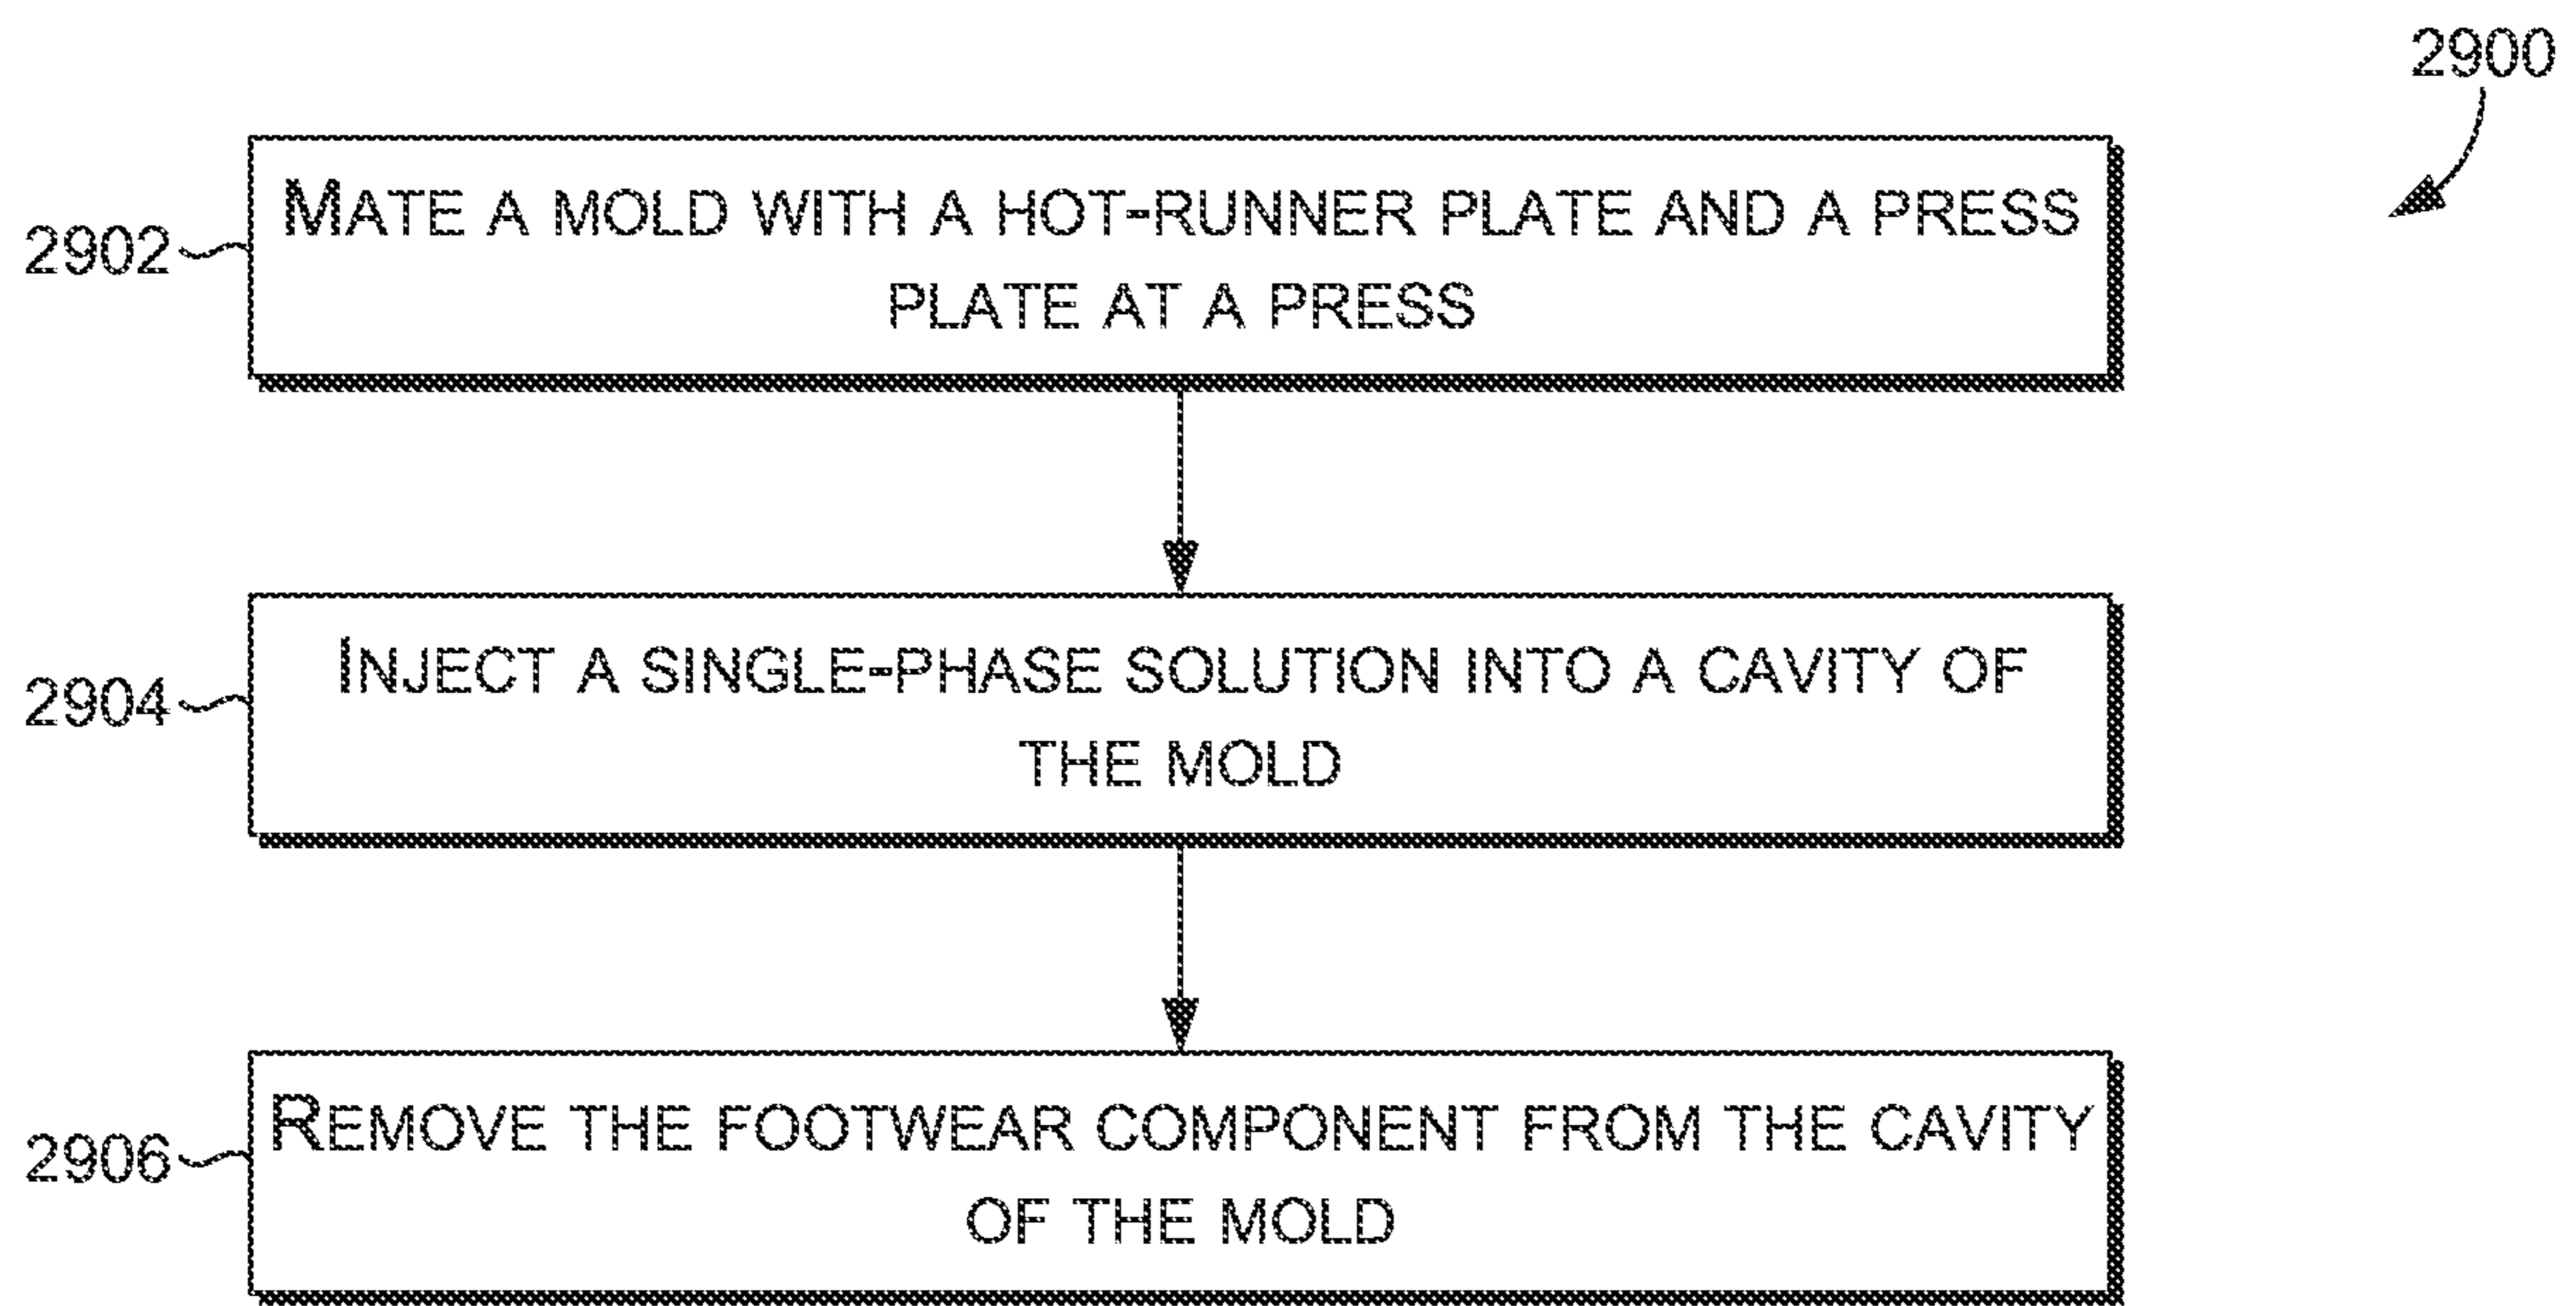 2900
2902
MATE A MOLD WITH A HOT-RUNNER PLATE AND A PRESS
PLATE AT A PRESS
2904
INJECT A SINGLE-PHASE SOLUTION INTO A CAVITY OF
THE MOLD
2906
REMOVE THE FOOTWEAR COMPONENT FROM THE CAVITY
OF THE MOLD